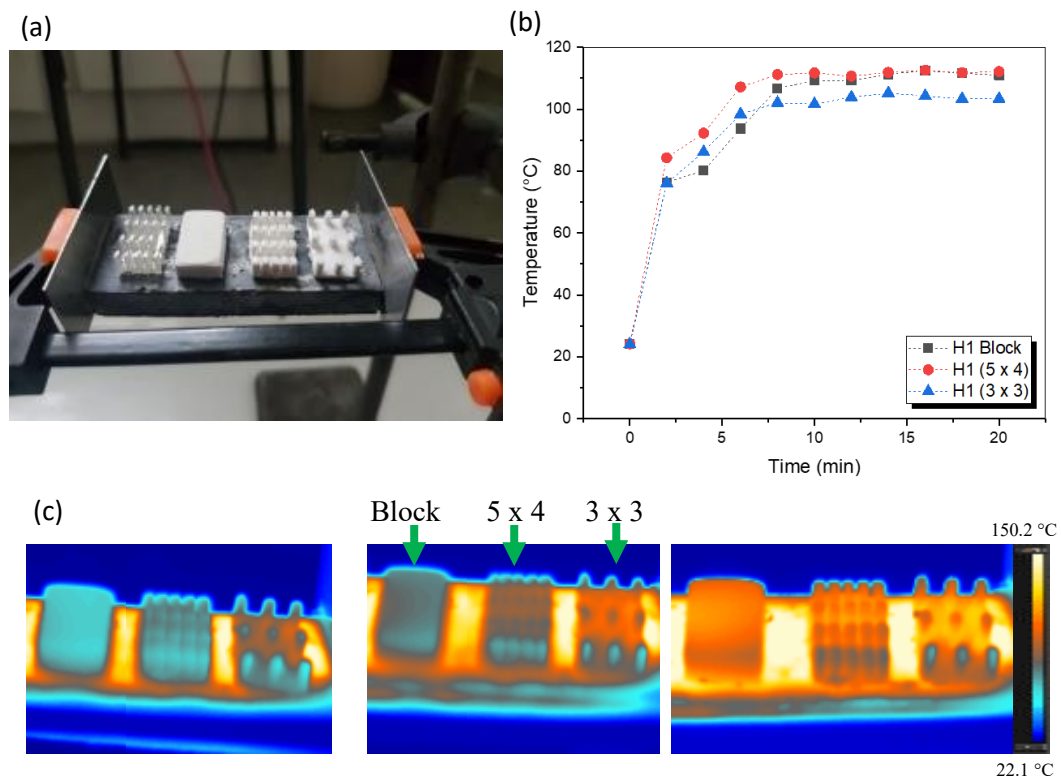 (a)
(b)
120
100
80
60
40
20
0
Temperature (°C)
0
5
10
15
20
Time (min)
H1 Block
H1 (5 x 4)
H1 (3 x 3)
(c)
Block
5 x 4
3 x 3
150.2 °C
22.1 °C